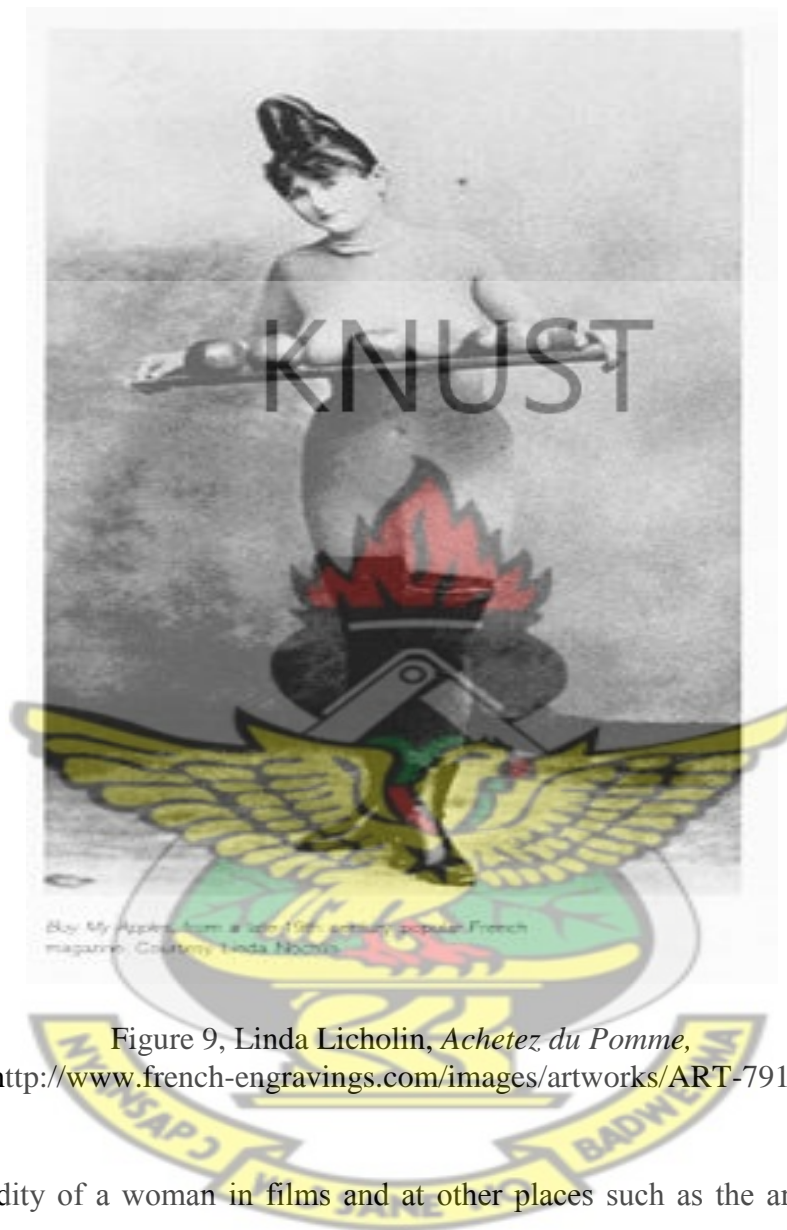 KNUST
Buy My Apples, from a late 19th century popular French
magazine. Courtesy Linda Nochlin
Figure 9, Linda Licholin, Achetez du Pomme,
ttp://www.french-engravings.com/images/artworks/ART-791
NYANSAPƆ
BADWENMA
dity of a woman in films and at other places such as the ar